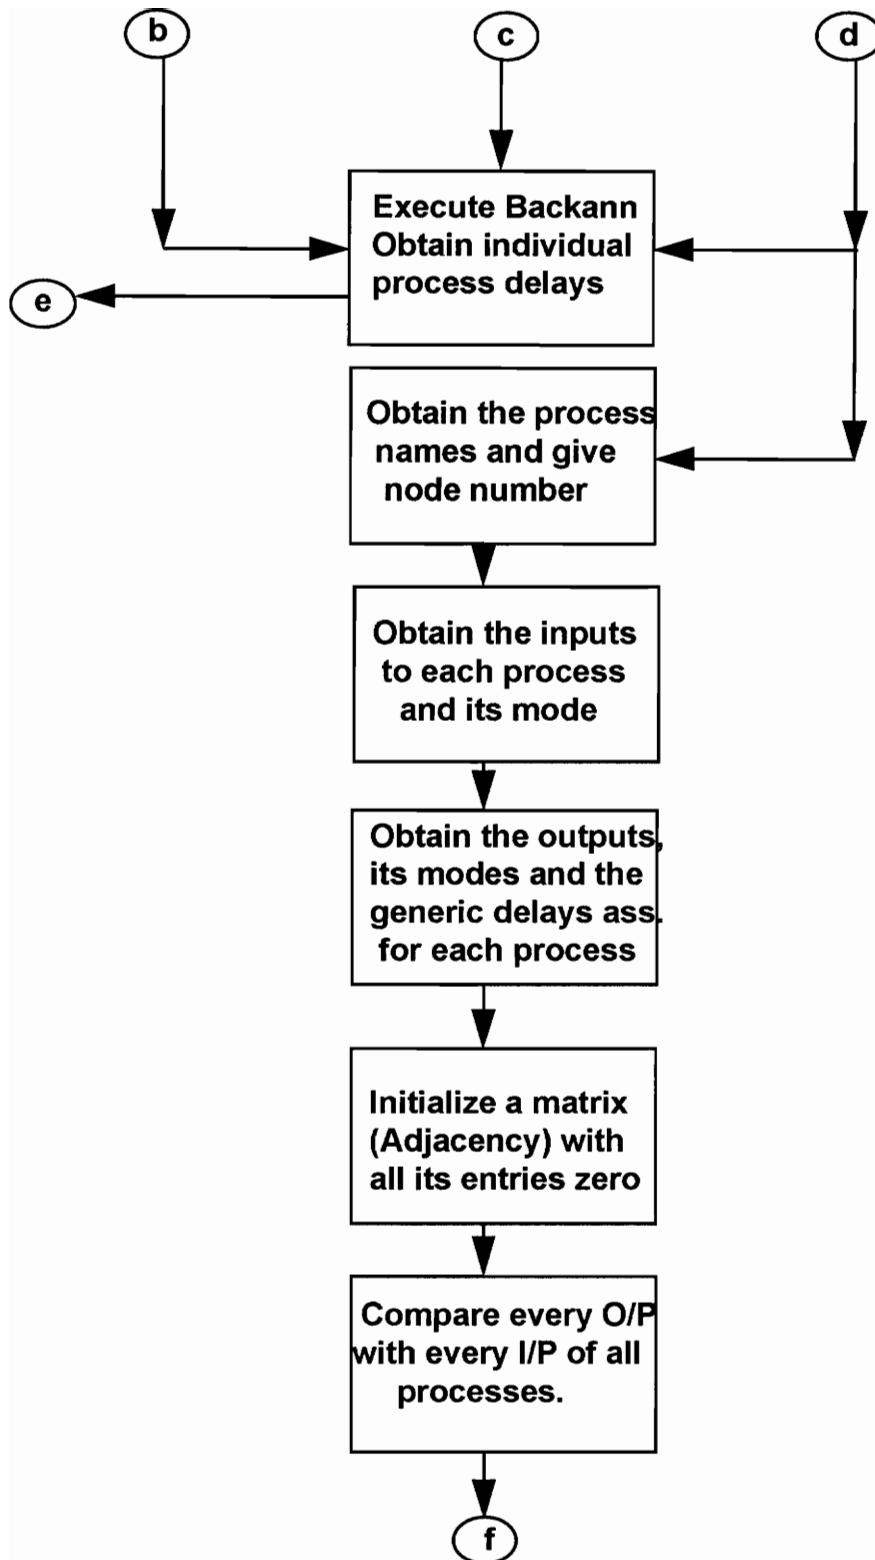 b
c
d
Execute Backann
Obtain individual
process delays
e
Obtain the process
names and give
node number
Obtain the inputs
to each process
and its mode
Obtain the outputs,
its modes and the
generic delays ass.
for each process
Initialize a matrix
(Adjacency) with
all its entries zero
Compare every O/P
with every I/P of all
processes.
f